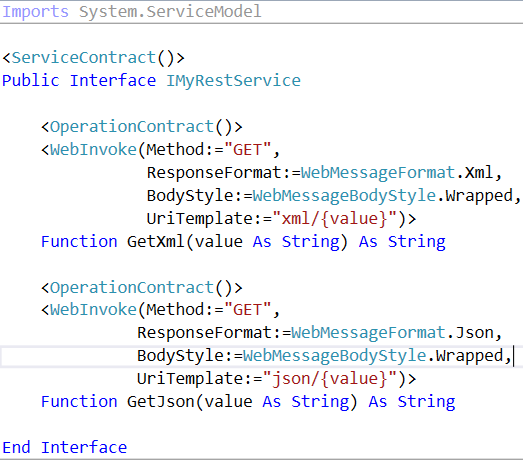 Imports System.ServiceModel
<ServiceContract()>
Public Interface IMyRestService
<OperationContract()>
<WebInvoke(Method:="GET",
ResponseFormat:=WebMessageFormat.Xml,
BodyStyle:=WebMessageBodyStyle.Wrapped,
UriTemplate:="xml/{value}")>
Function GetXml(value As String) As String
<OperationContract()>
<WebInvoke(Method:="GET",
ResponseFormat:=WebMessageFormat.Json,
BodyStyle:=WebMessageBodyStyle.Wrapped,
UriTemplate:="json/{value}")>
Function GetJson(value As String) As String
End Interface